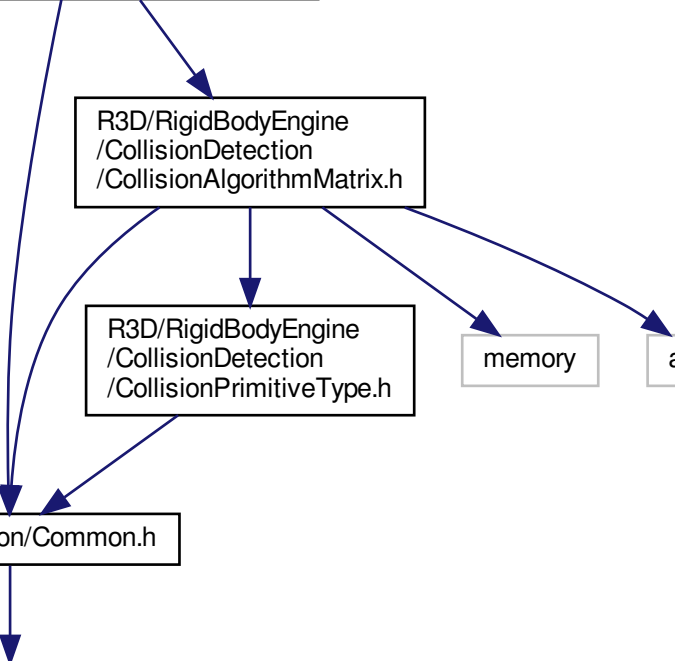 R3D/RigidBodyEngine
/CollisionDetection
/CollisionAlgorithmMatrix.h
R3D/RigidBodyEngine
/CollisionDetection
/CollisionPrimitiveType.h
memory
on/Common.h